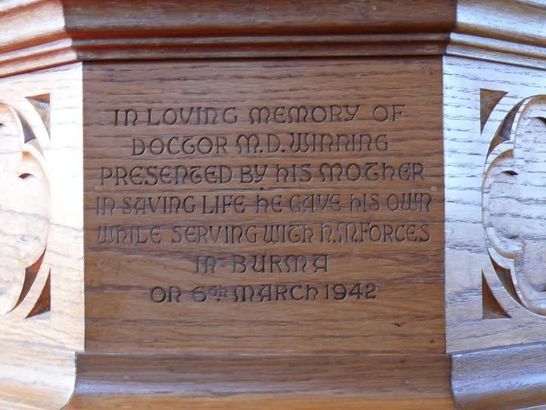 IN LOVING MEMORY OF
DOCTOR M.D. WINNING
PRESENTED BY HIS MOTHER
IN SAVING LIFE HE GAVE HIS OWN
WHILE SERVING WITH H.M. FORCES
IN BURMA
ON 6TH MARCH 1942